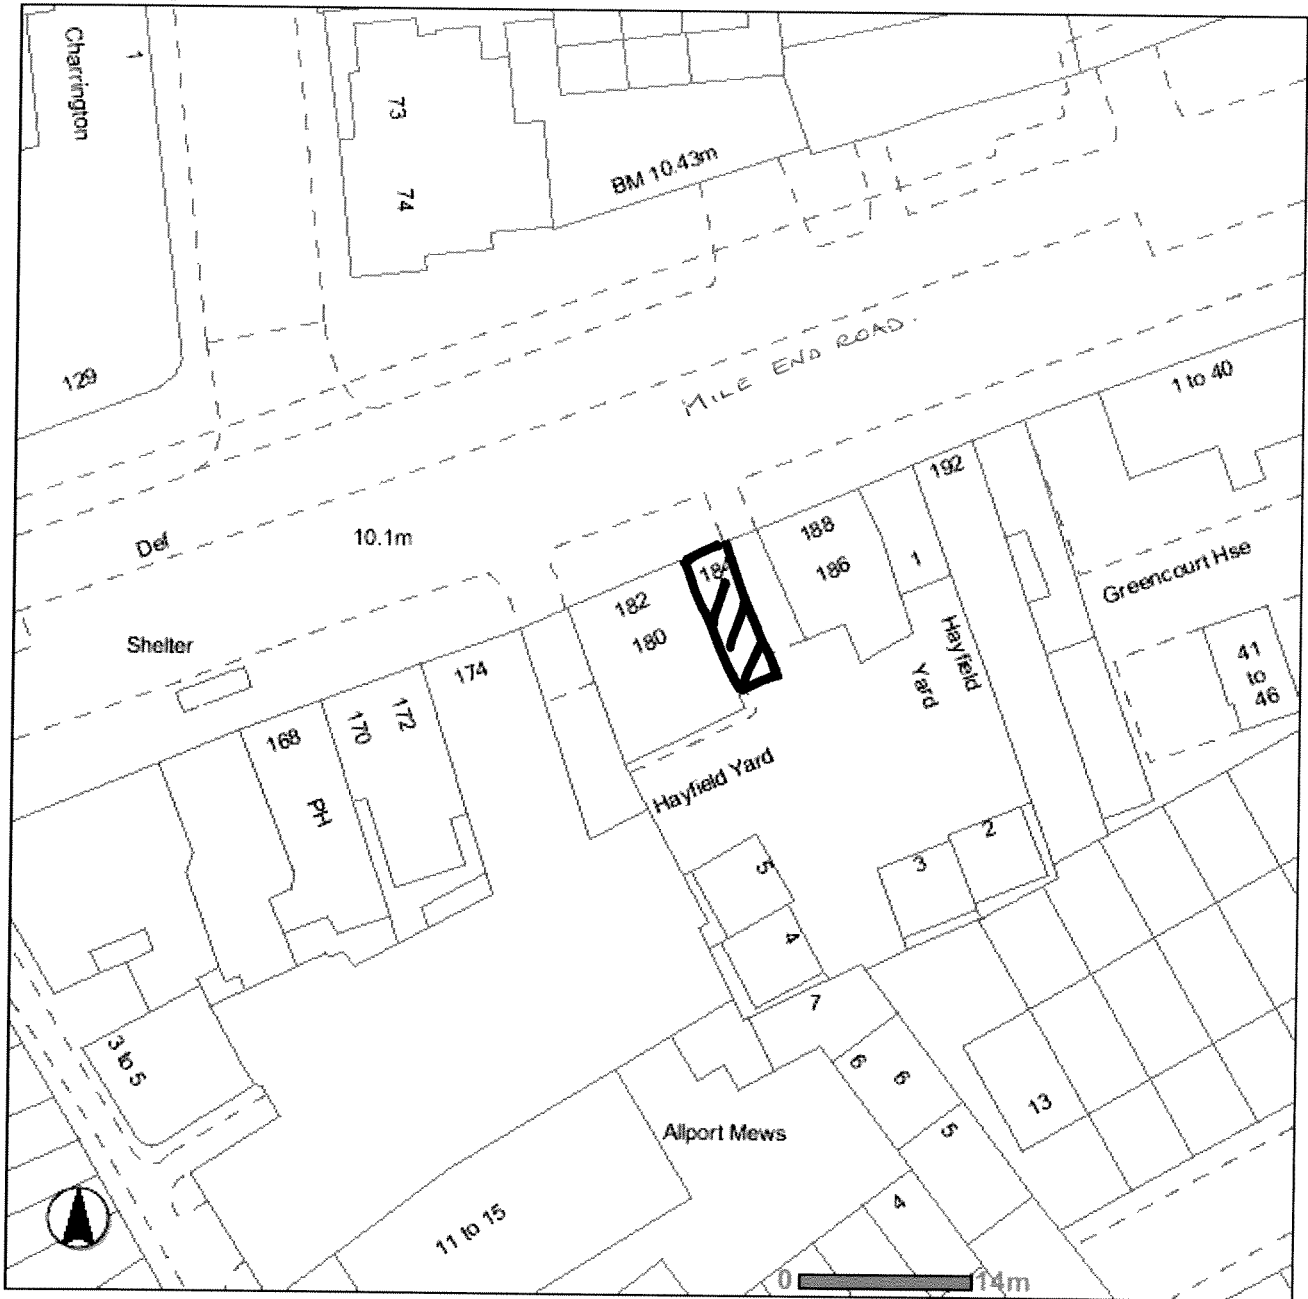 Charrington
1
73
74
BM 10.43m
129
MILE END ROAD.
1 to 40
Def
10.1m
192
188
186
1
184
182
180
Greencourt Hse
Shelter
174
172
170
168
PH
Hayfield
Yard
41
to
46
Hayfield Yard
5
4
3
2
7
6
6
5
4
13
3 to 5
Allport Mews
11 to 15
0 14m